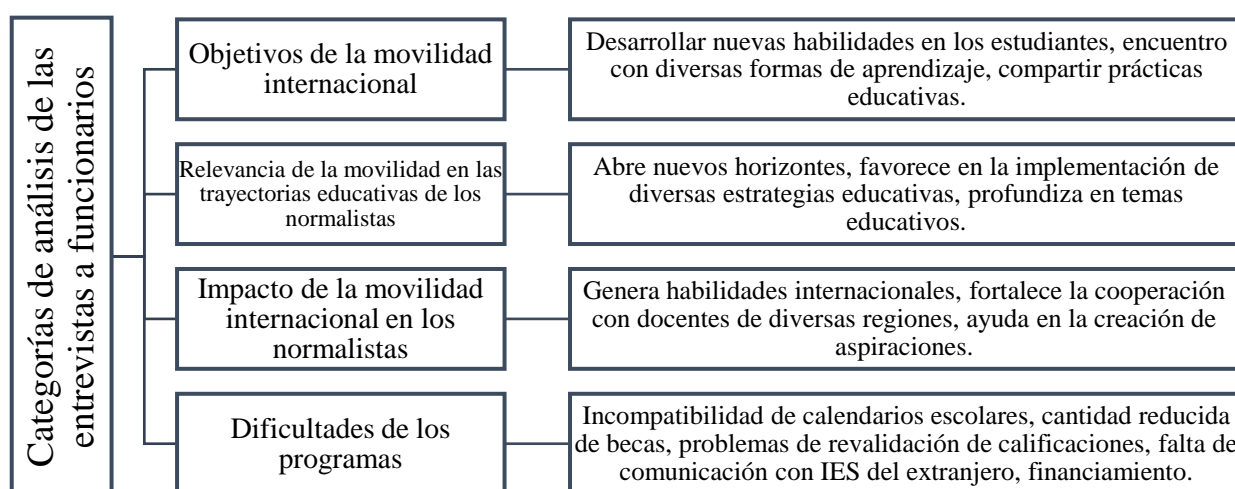 Categorías de análisis de las
entrevistas a funcionarios
Objetivos de la movilidad
internacional
Desarrollar nuevas habilidades en los estudiantes, encuentro
con diversas formas de aprendizaje, compartir prácticas
educativas.
Relevancia de la movilidad en las
trayectorias educativas de los
normalistas
Abre nuevos horizontes, favorece en la implementación de
diversas estrategias educativas, profundiza en temas
educativos.
Impacto de la movilidad
internacional en los
normalistas
Genera habilidades internacionales, fortalece la cooperación
con docentes de diversas regiones, ayuda en la creación de
aspiraciones.
Dificultades de los
programas
Incompatibilidad de calendarios escolares, cantidad reducida
de becas, problemas de revalidación de calificaciones, falta de
comunicación con IES del extranjero, financiamiento.